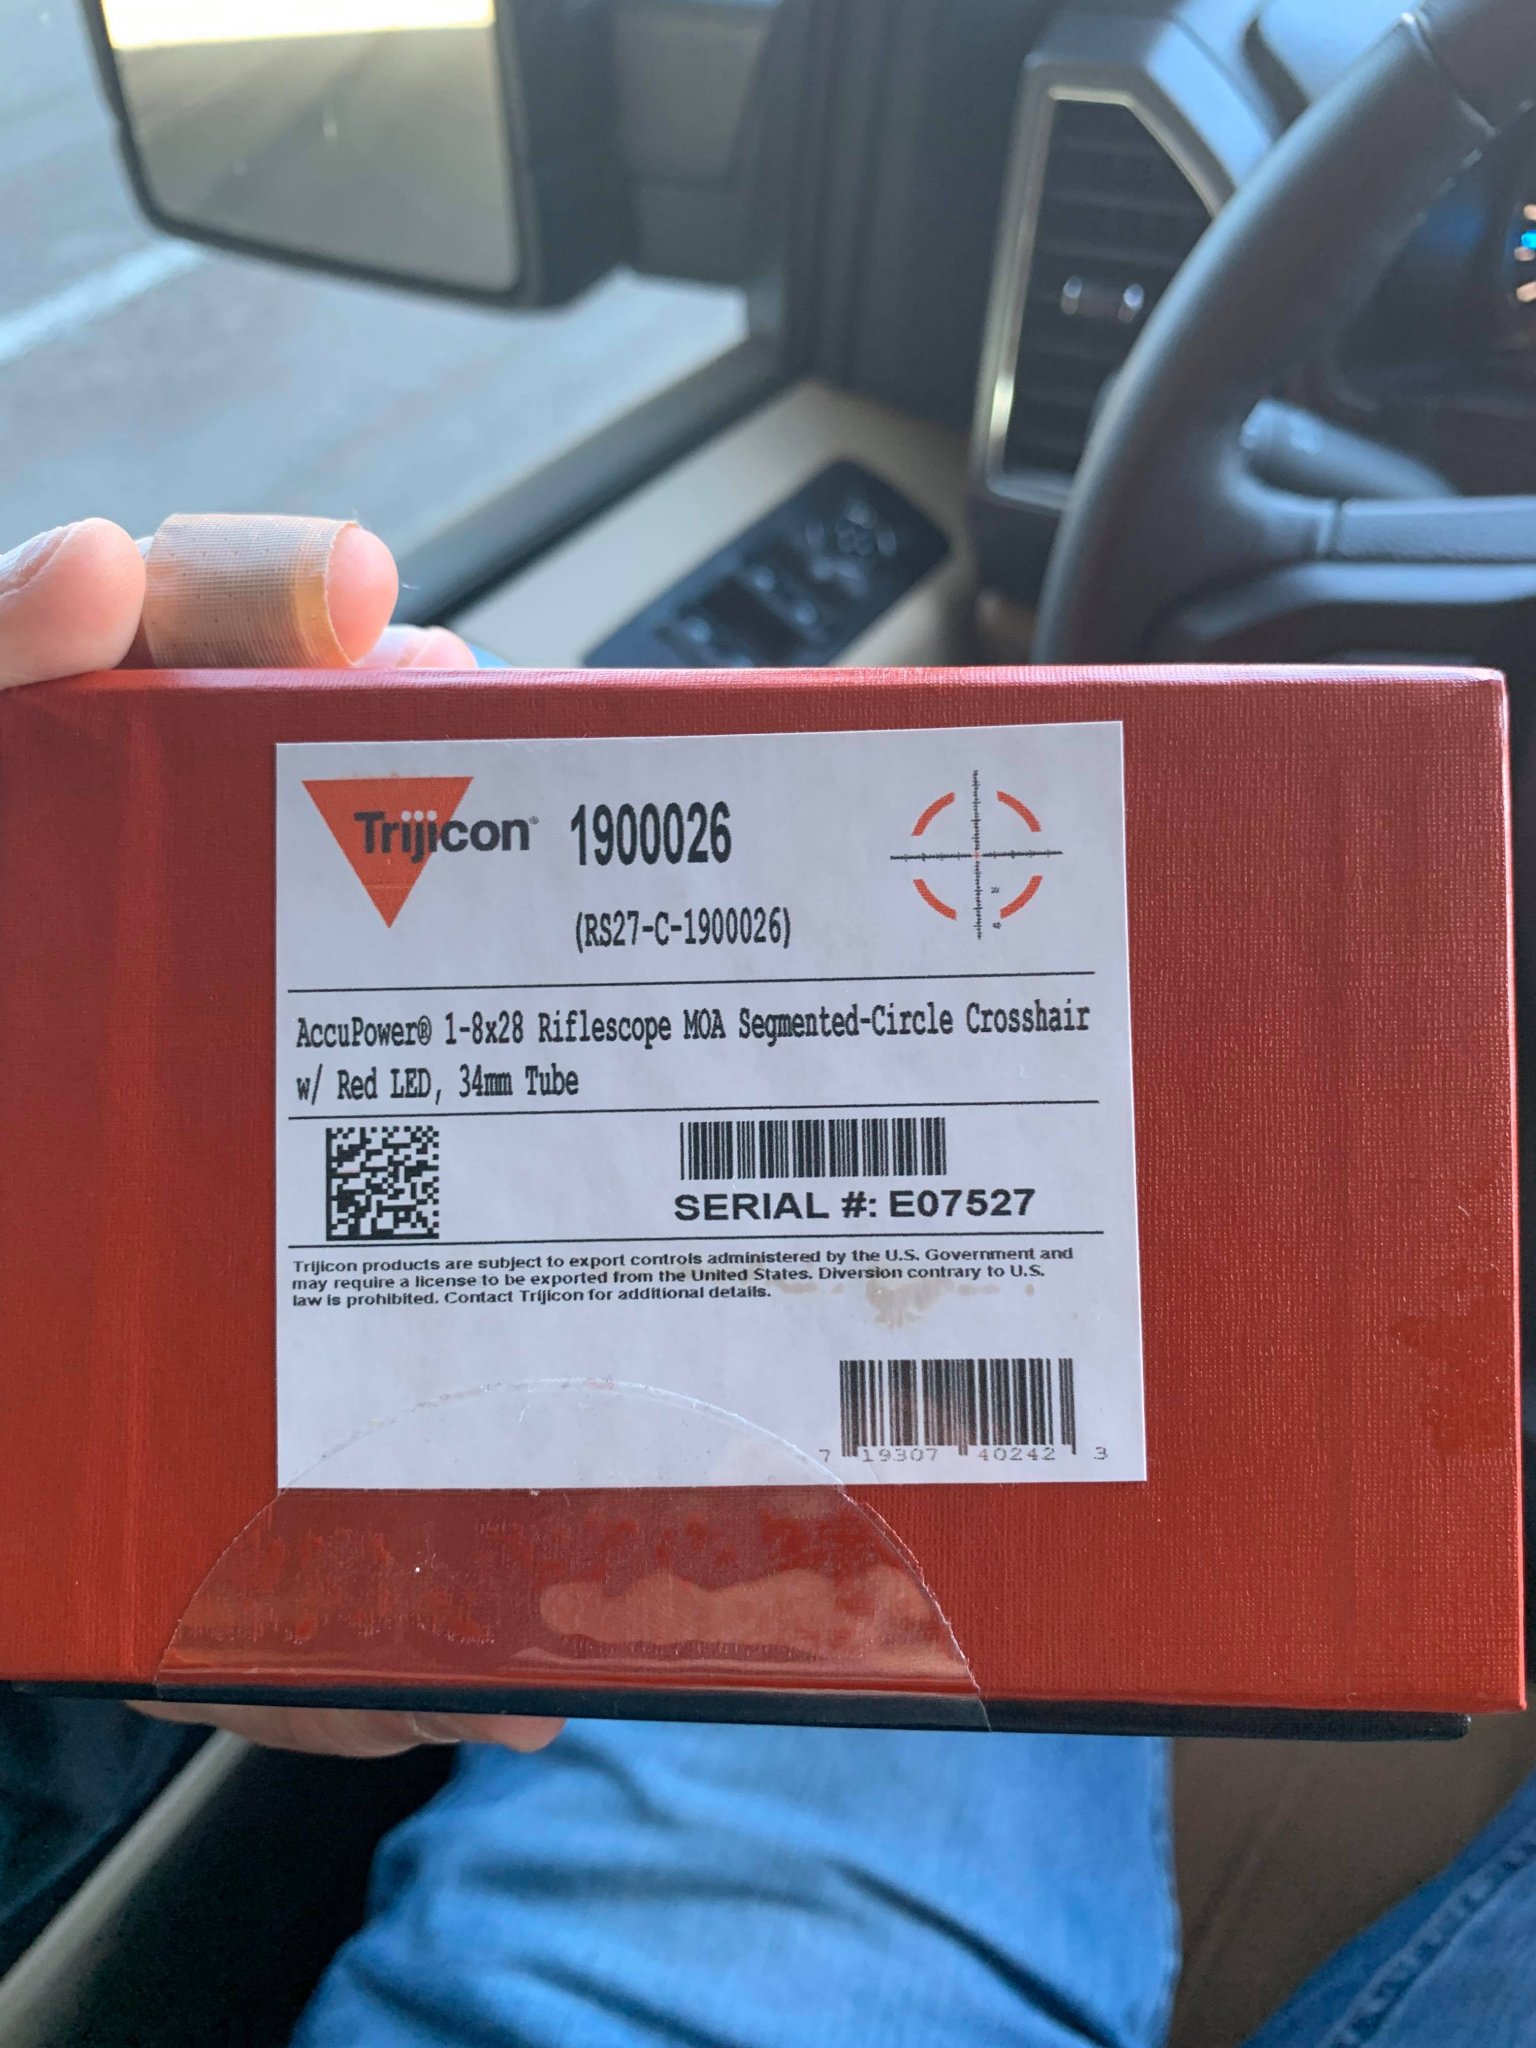 Trijicon®
1900026
(RS27-C-1900026)
20
40
AccuPower® 1-8x28 Riflescope MOA Segmented-Circle Crosshair
w/ Red LED, 34mm Tube
SERIAL #: E07527
Trijicon products are subject to export controls administered by the U.S. Government and
may require a license to be exported from the United States. Diversion contrary to U.S.
law is prohibited. Contact Trijicon for additional details.
7 19307 40242 3